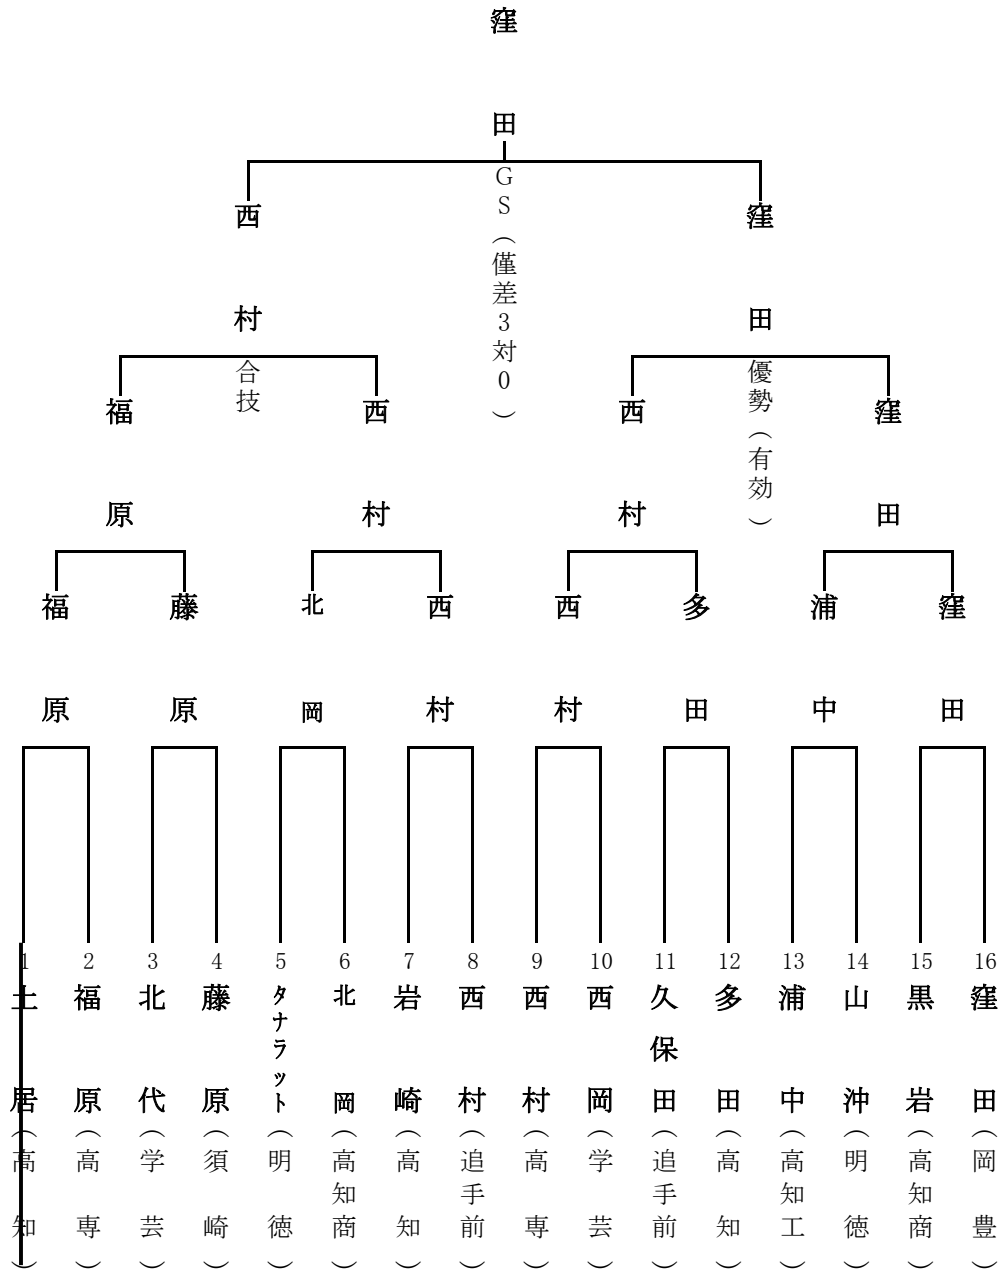 窪田
GS（僅差3対0）
西村
窪田
合技
優勢（有効）
福原
西村
西村
窪田
福原
藤原
北岡
西村
西村
多田
浦中
窪田
1 土居（高知）
2 福原（高専）
3 北代（学芸）
4 藤原（須崎）
5 タナラット（明徳）
6 北岡（高知商）
7 岩崎（高知）
8 西村（追手前）
9 西村（高専）
10 西岡（学芸）
11 久保田（追手前）
12 多田（高知）
13 浦中（高知工）
14 山沖（明徳）
15 黒岩（高知商）
16 窪田（岡豊）